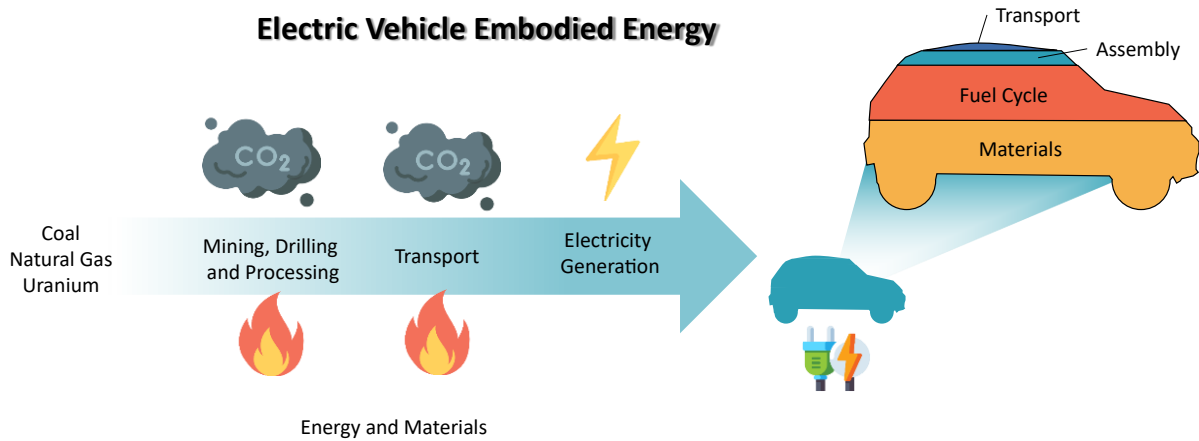 Electric Vehicle Embodied Energy
Transport
Assembly
Fuel Cycle
Materials
CO₂
CO₂
Coal
Natural Gas
Uranium
Mining, Drilling
and Processing
Transport
Electricity
Generation
Energy and Materials